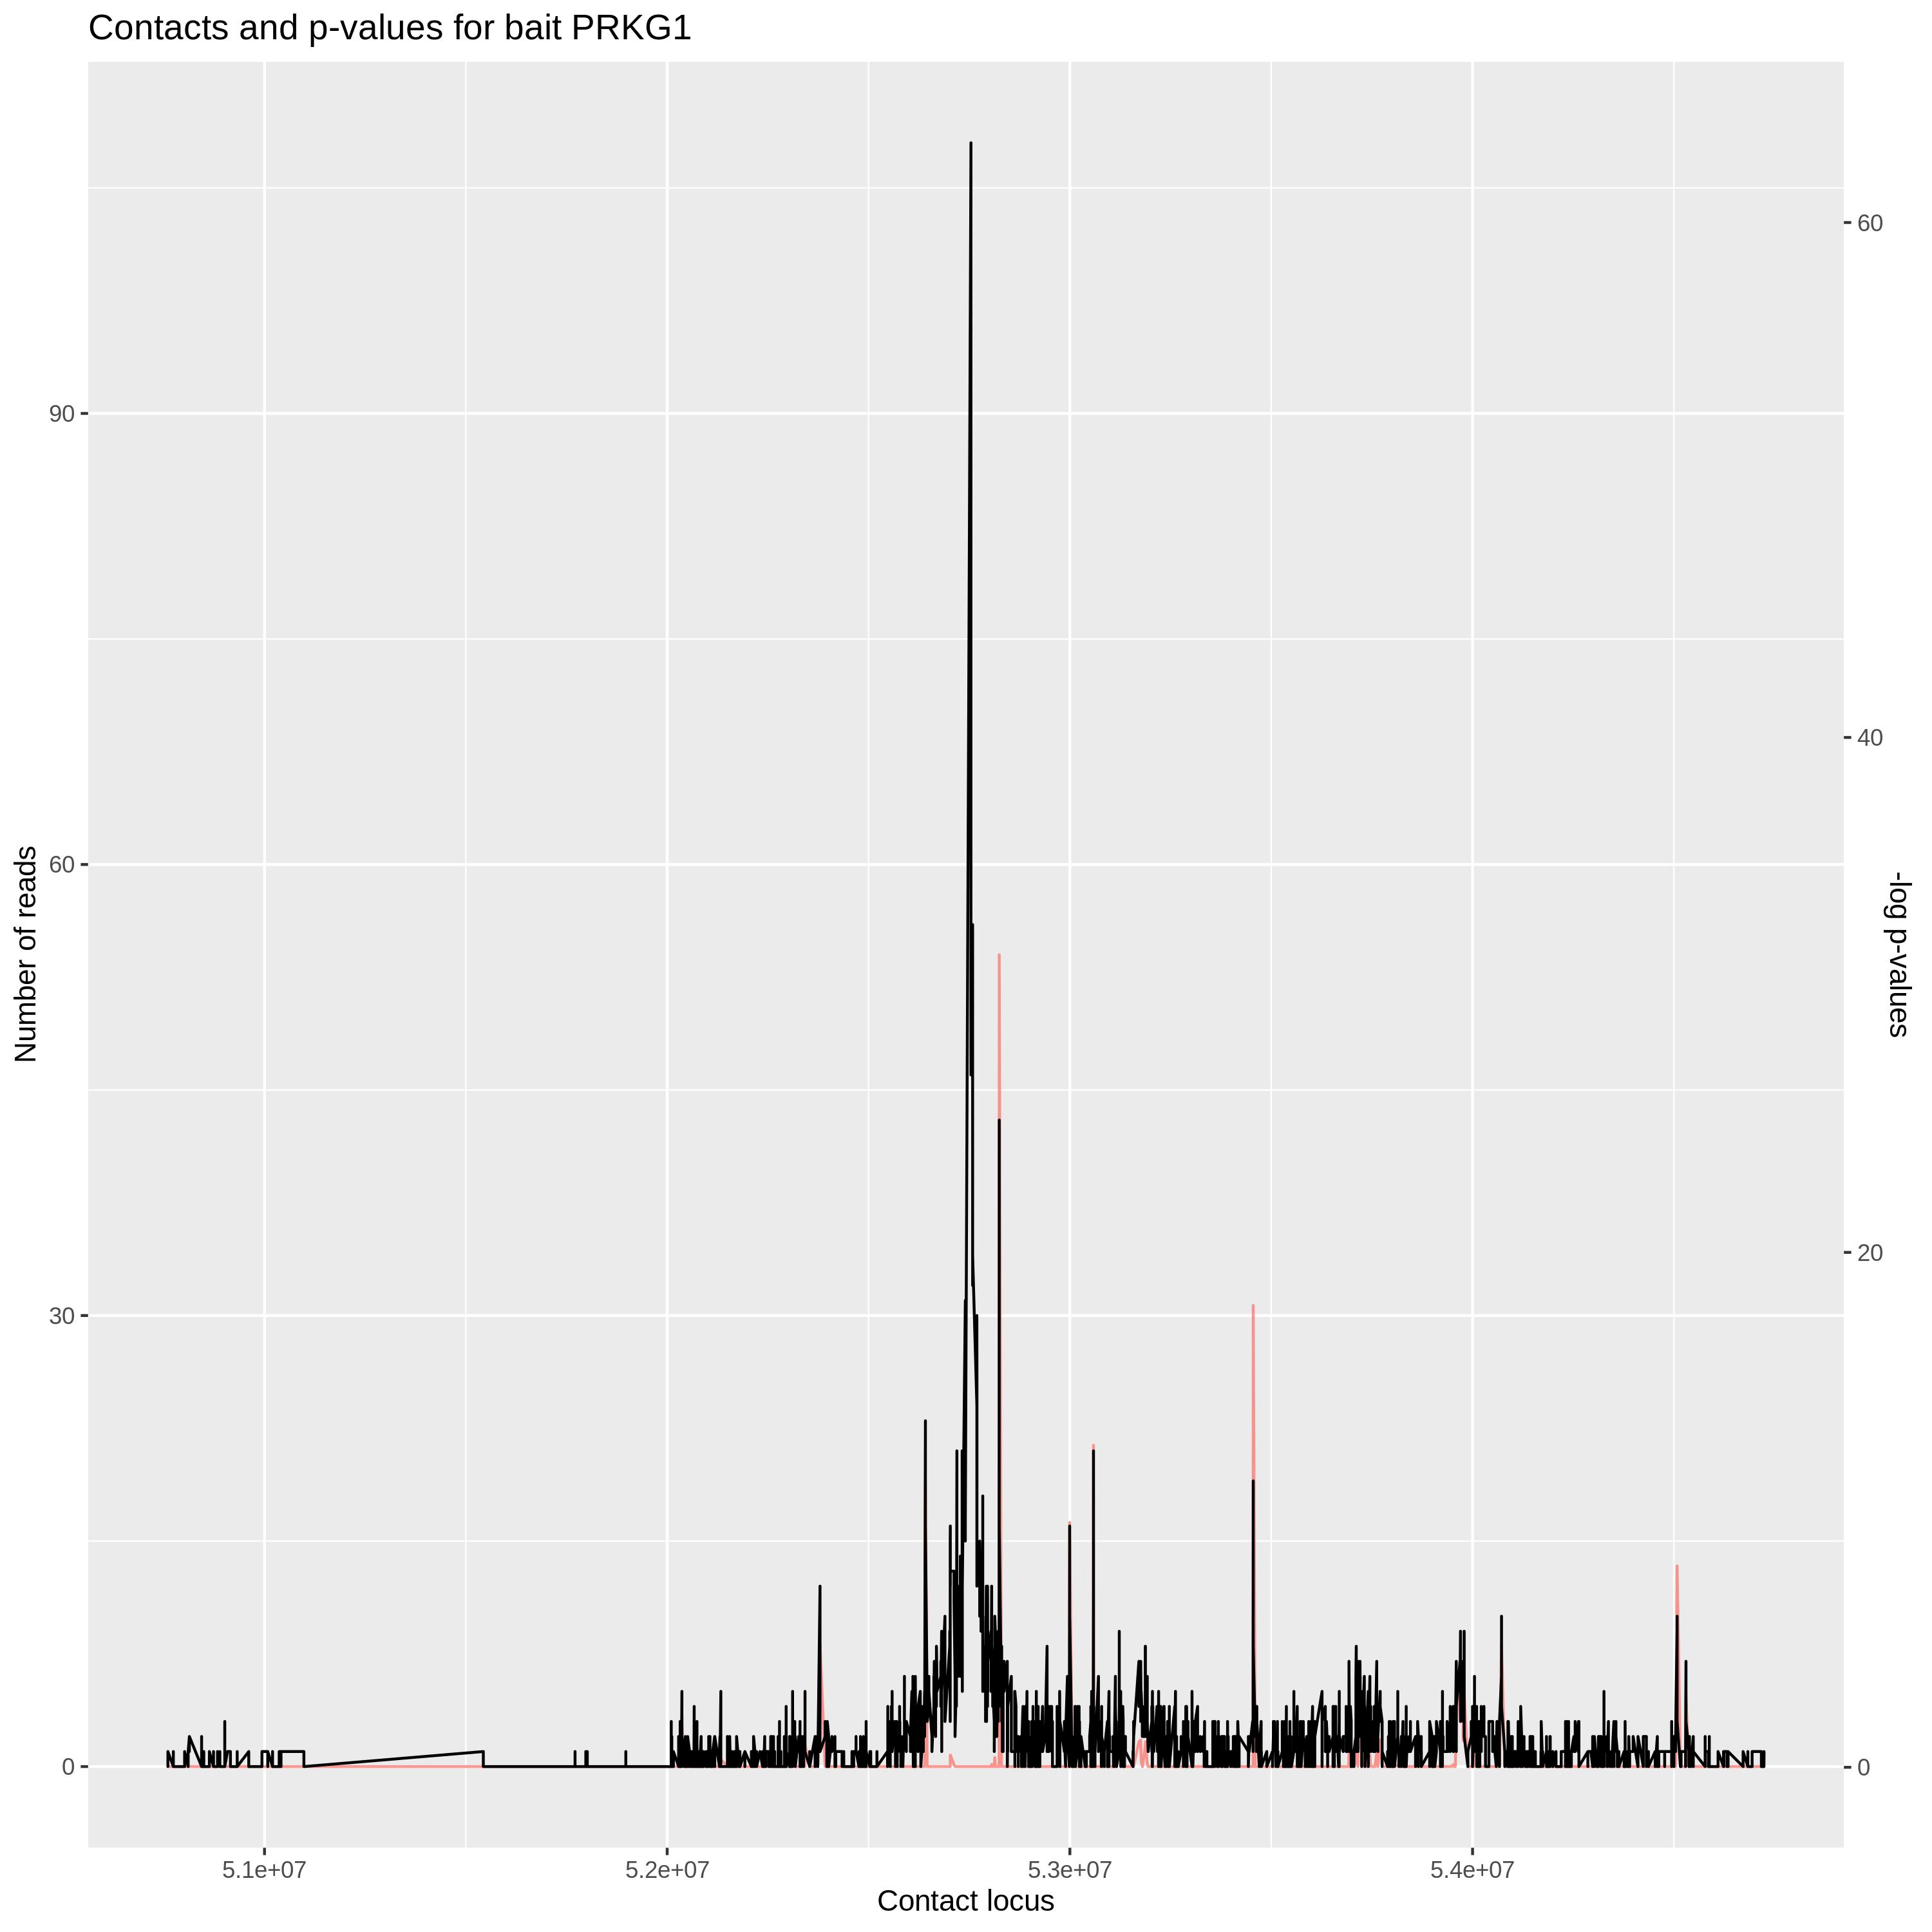 Contacts and p-values for bait PRKG1
Number of reads
90
60
30
0
60
40
20
0
-log p-values
5.1e+07
5.2e+07
5.3e+07
5.4e+07
Contact locus